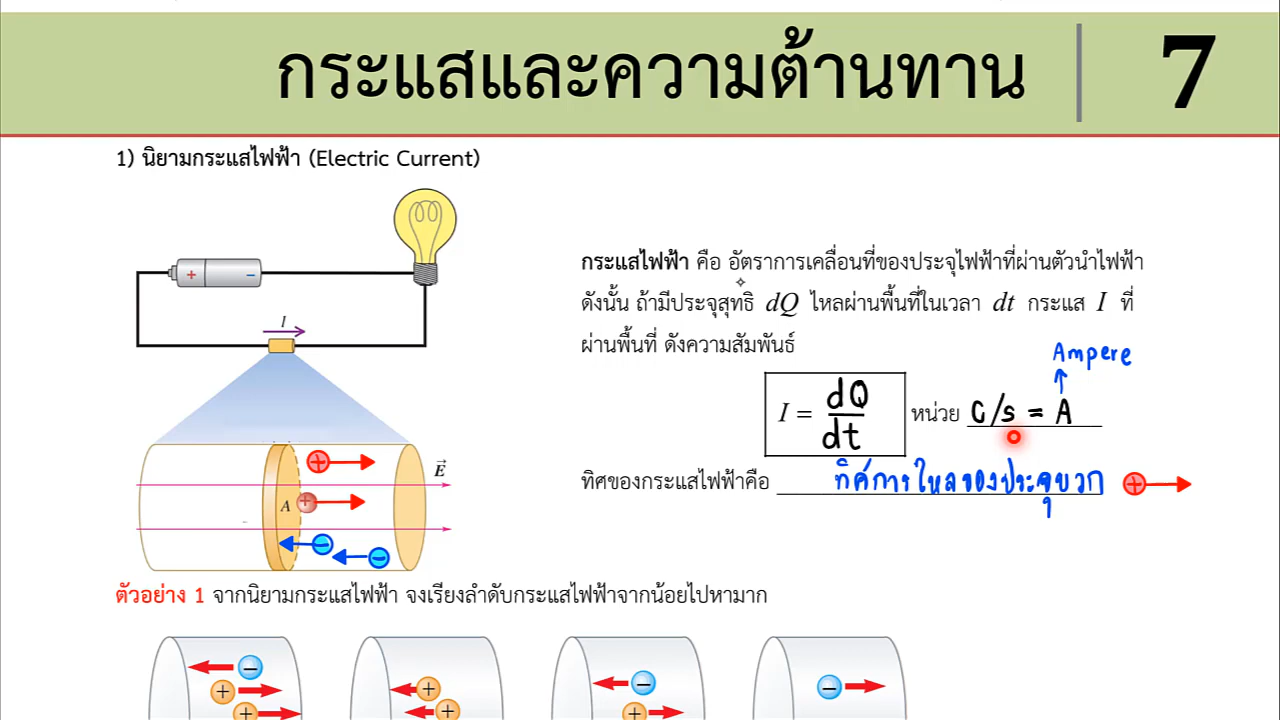 กระแสและความต้านทาน 7
1) นิยามกระแสไฟฟ้า (Electric Current)
กระแสไฟฟ้า คือ อัตราการเคลื่อนที่ของประจุไฟฟ้าที่ผ่านตัวนำไฟฟ้า
ดังนั้น ถ้ามีประจุสุทธิ dQ ไหลผ่านพื้นที่ในเวลา dt กระแส I ที่
ผ่านพื้นที่ ดังความสัมพันธ์
Ampere
I = dQ/dt หน่วย C/s = A
ทิศของกระแสไฟฟ้าคือ ทิศการไหลของประจุบวก +
+ −
I
E
+
A +
−
−
ตัวอย่าง 1 จากนิยามกระแสไฟฟ้า จงเรียงลำดับกระแสไฟฟ้าจากน้อยไปหามาก
− + − −
+ + +
+